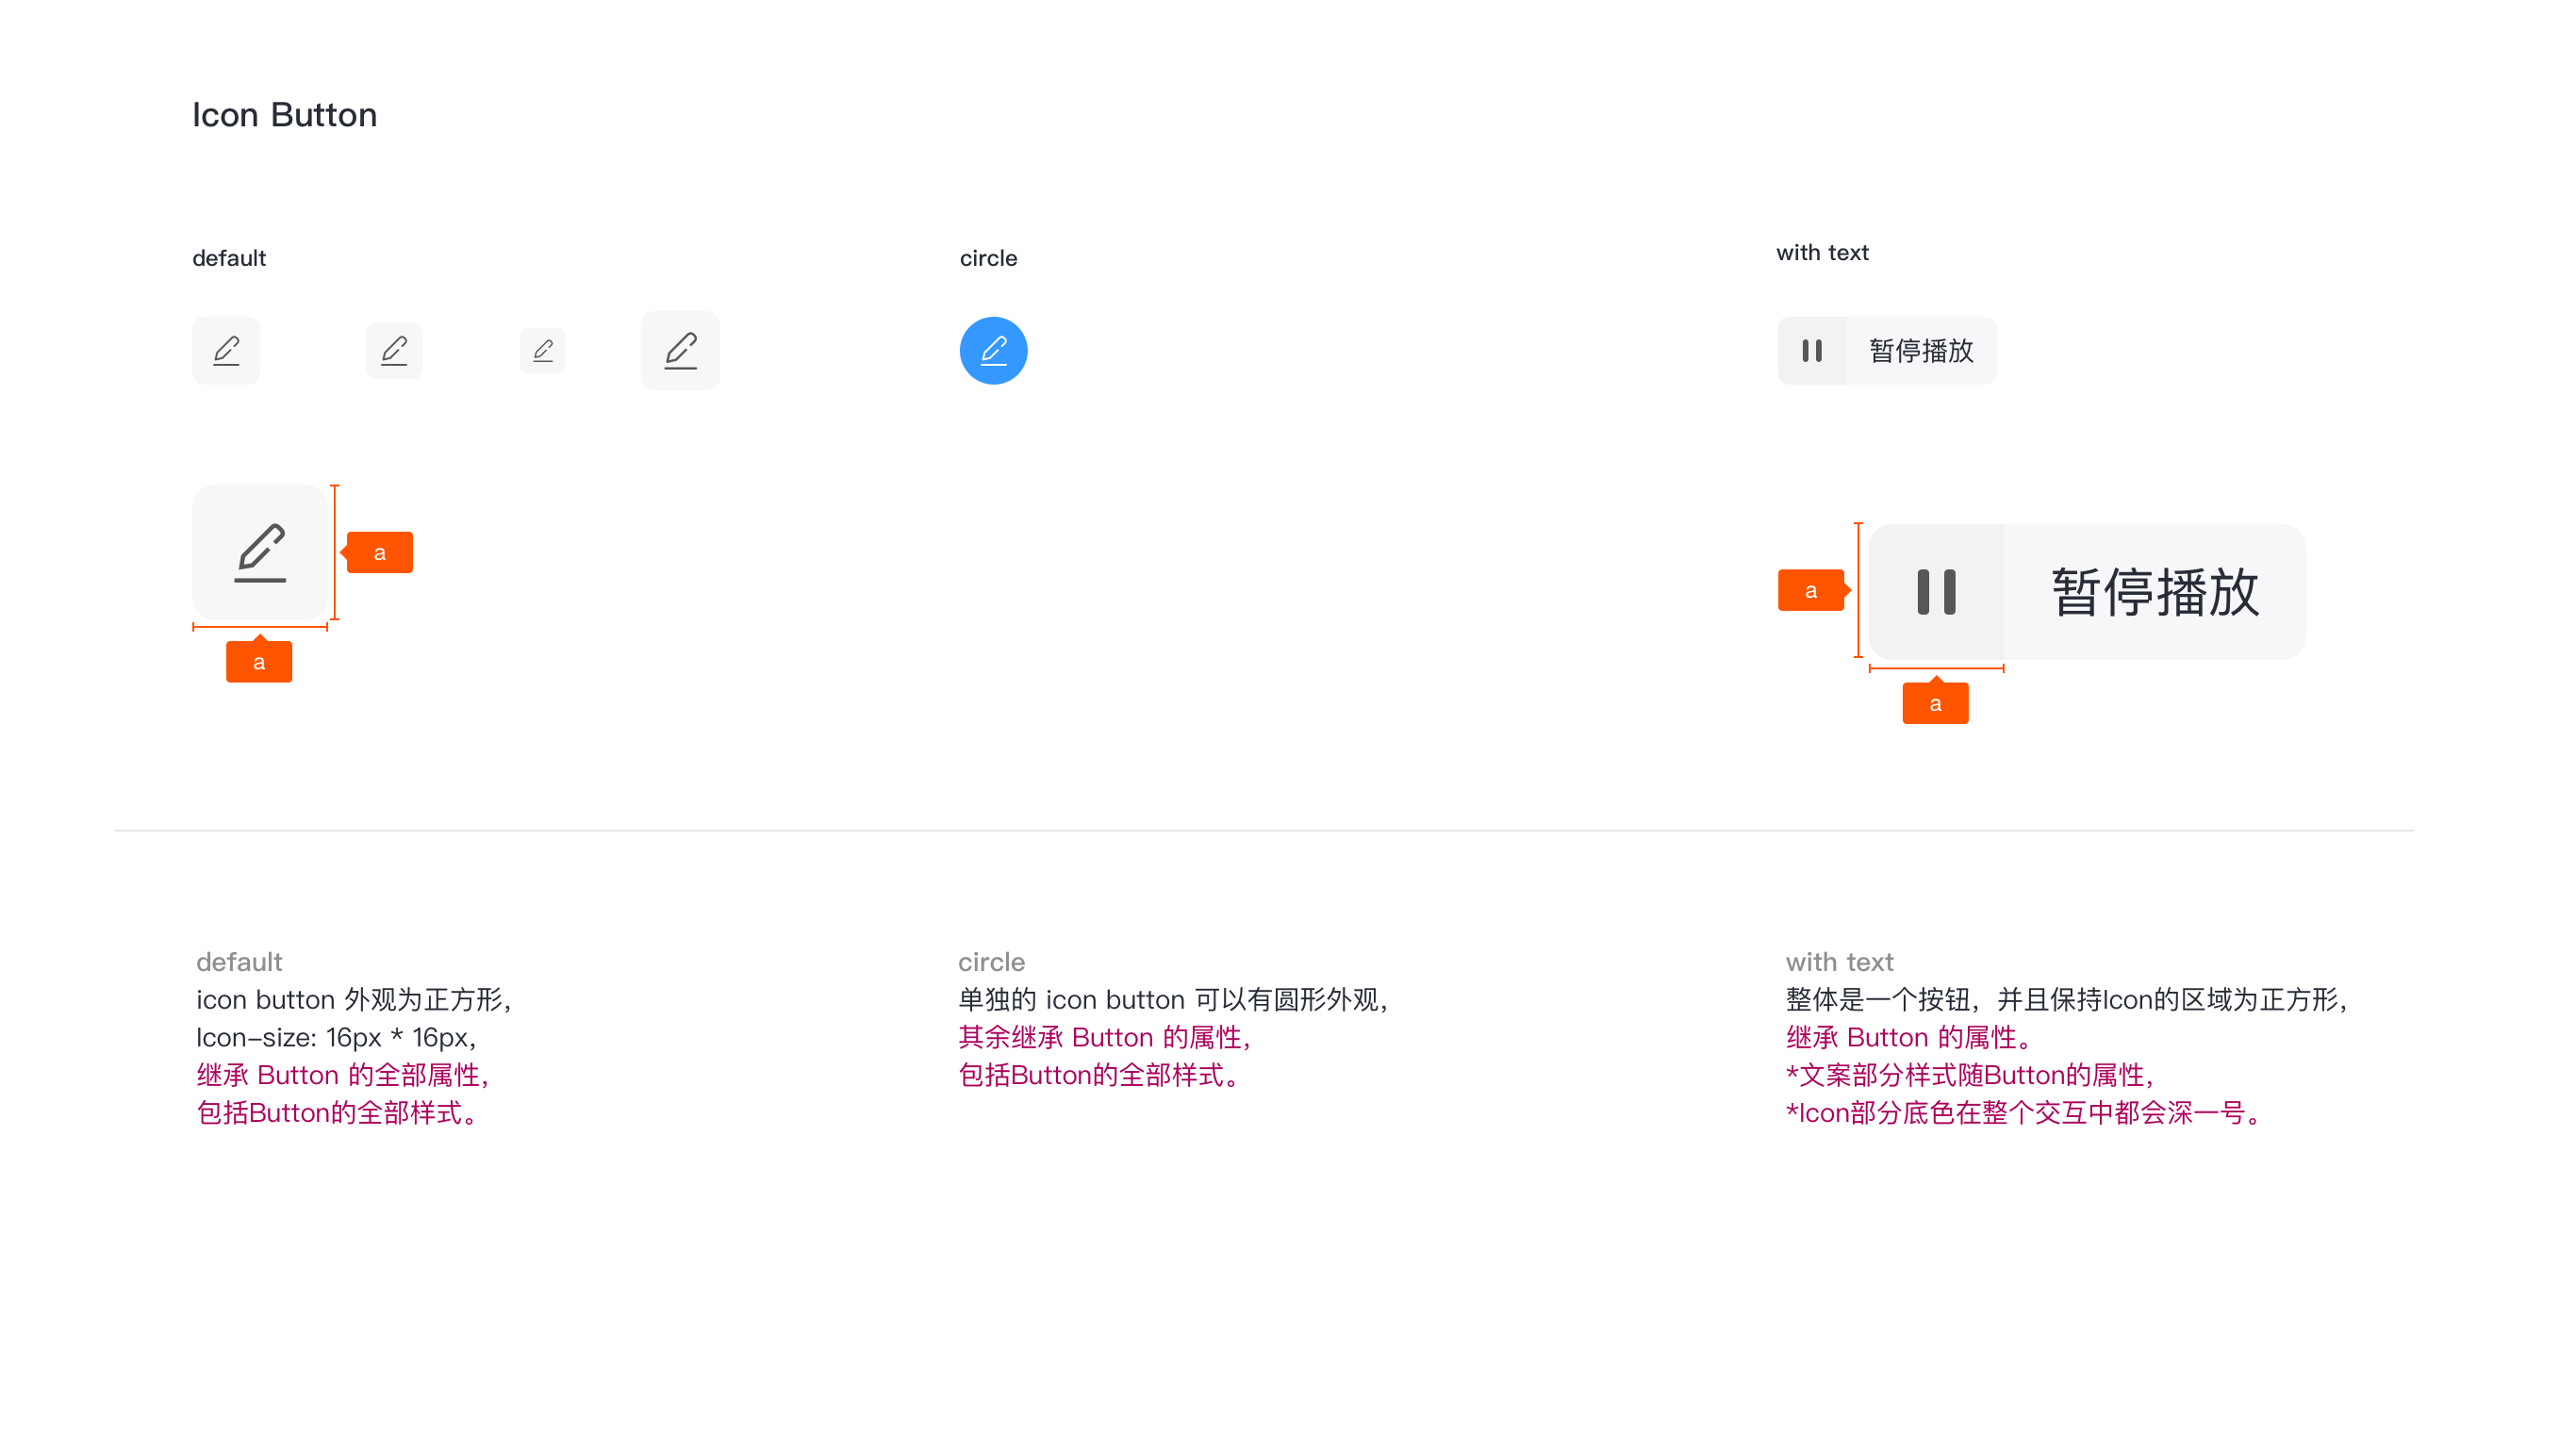 Icon Button
default
circle
with text
暂停播放
a
a
a
暂停播放
a
default
icon button 外观为正方形，
Icon-size: 16px * 16px，
继承 Button 的全部属性，
包括Button的全部样式。
circle
单独的 icon button 可以有圆形外观，
其余继承 Button 的属性，
包括Button的全部样式。
with text
整体是一个按钮，并且保持Icon的区域为正方形，
继承 Button 的属性。
*文案部分样式随Button的属性，
*Icon部分底色在整个交互中都会深一号。